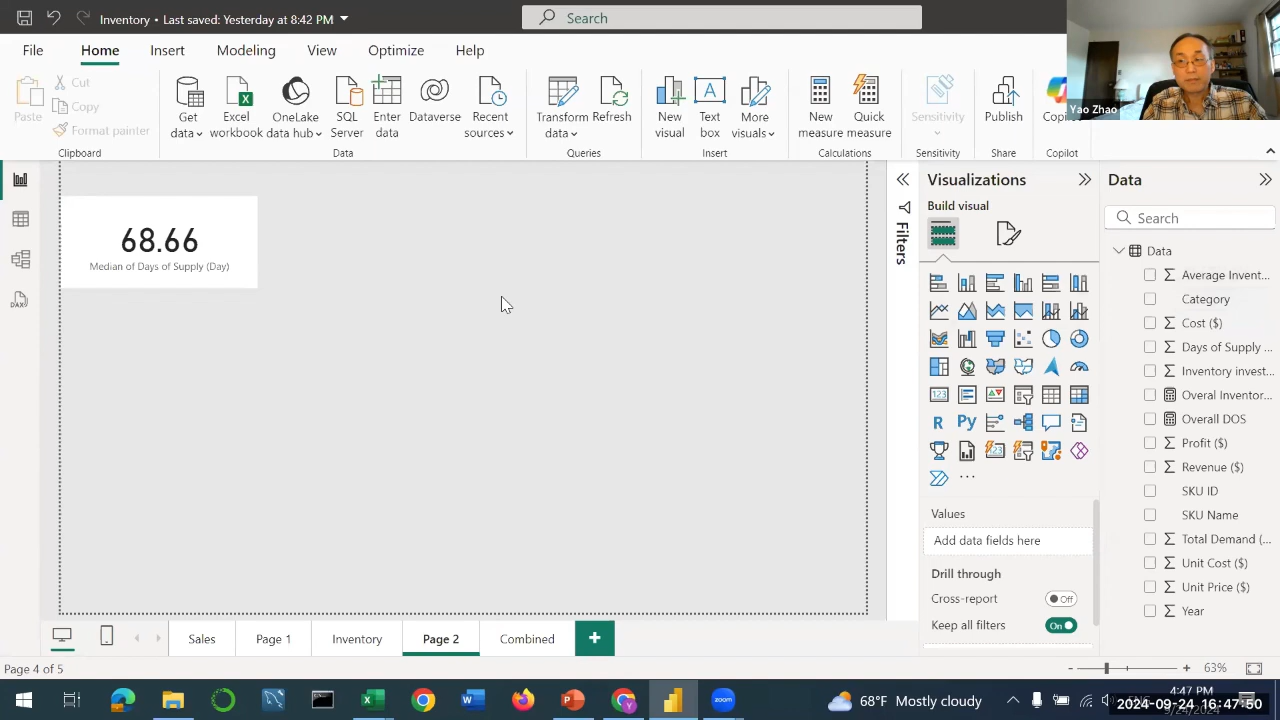 Inventory • Last saved: Yesterday at 8:42 PM
Search
File
Home
Insert
Modeling
View
Optimize
Help
Paste
Cut
Copy
Format painter
Clipboard
Get data
Excel workbook
OneLake data hub
SQL Server
Enter data
Dataverse
Recent sources
Data
Transform data
Refresh
Queries
New visual
Text box
More visuals
Insert
New measure
Quick measure
Calculations
Sensitivity
Sensitivity
Publish
Share
Copi
Copilot
Yao Zhao
68.66
Median of Days of Supply (Day)
Filters
Visualizations
Build visual
R
Py
123
Values
Add data fields here
Drill through
Cross-report
Off
Keep all filters
On
Data
Search
Data
Average Invent...
Category
Cost ($)
Days of Supply ...
Inventory invest...
Overal Inventor...
Overall DOS
Profit ($)
Revenue ($)
SKU ID
SKU Name
Total Demand (...
Unit Cost ($)
Unit Price ($)
Year
DAX
Sales
Page 1
Inventory
Page 2
Combined
Page 4 of 5
63%
zoom
68°F Mostly cloudy
ENG
4:47 PM
2024-09-24 16:47:50